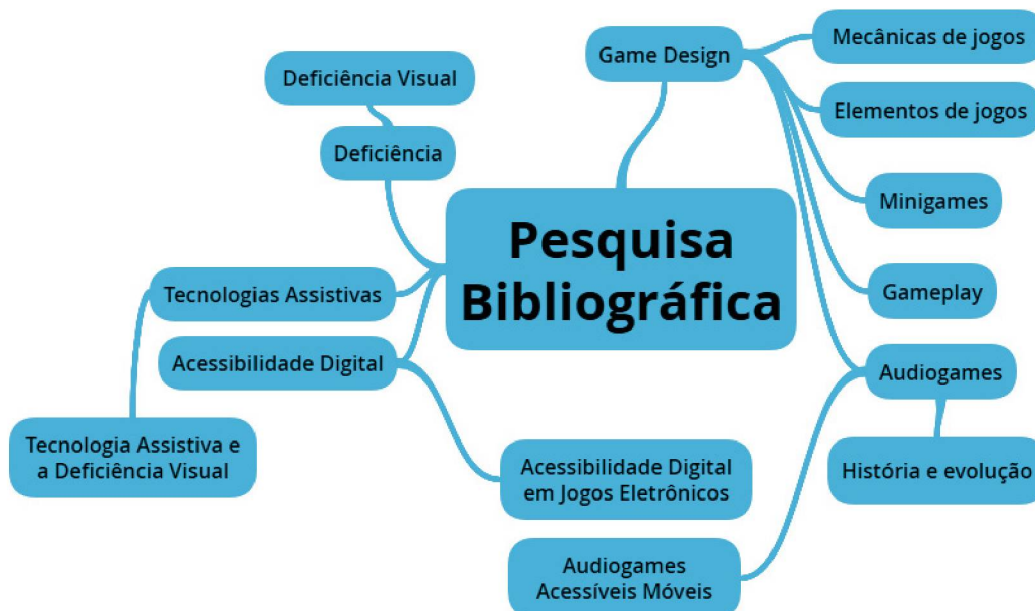 Pesquisa
Bibliográfica
Deficiência Visual
Deficiência
Tecnologias Assistivas
Tecnologia Assistiva e
a Deficiência Visual
Acessibilidade Digital
Acessibilidade Digital
em Jogos Eletrônicos
Game Design
Mecânicas de jogos
Elementos de jogos
Minigames
Gameplay
Audiogames
História e evolução
Audiogames
Acessíveis Móveis